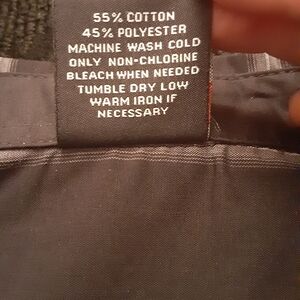 55% COTTON
45% POLYESTER
MACHINE WASH COLD
ONLY NON-CHLORINE
BLEACH WHEN NEEDED
TUMBLE DRY LOW
WARM IRON IF
NECESSARY